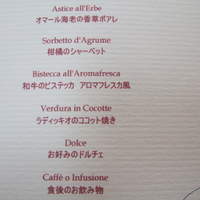 Astice all'Erbe
オマール海老の香草ポアレ
Sorbetto d'Agrume
柑橘のシャーベット
Bistecca all'Aromafresca
和牛のビステッカ アロマフレスカ風
Verdura in Cocotte
ラディッキオのココット焼き
Dolce
お好みのドルチェ
Caffè o Infusione
食後のお飲み物